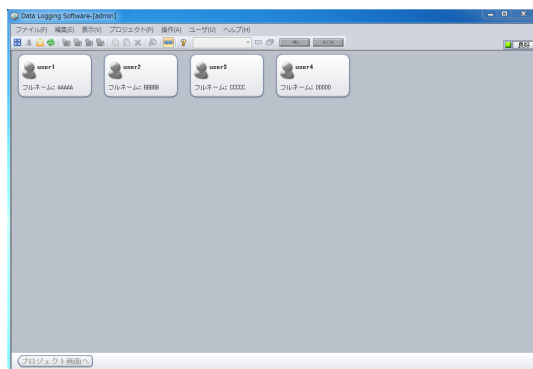 Data Logging Software-[admin]
ファイル(F) 編集(E) 表示(V) プロジェクト(P) 操作(A) ユーザ(U) ヘルプ(H)
ACK
良好
user1 user2 user3 user4
フルネーム: AAAAA フルネーム: BBBBB フルネーム: CCCCC フルネーム: DDDDD
プロジェクト画面へ